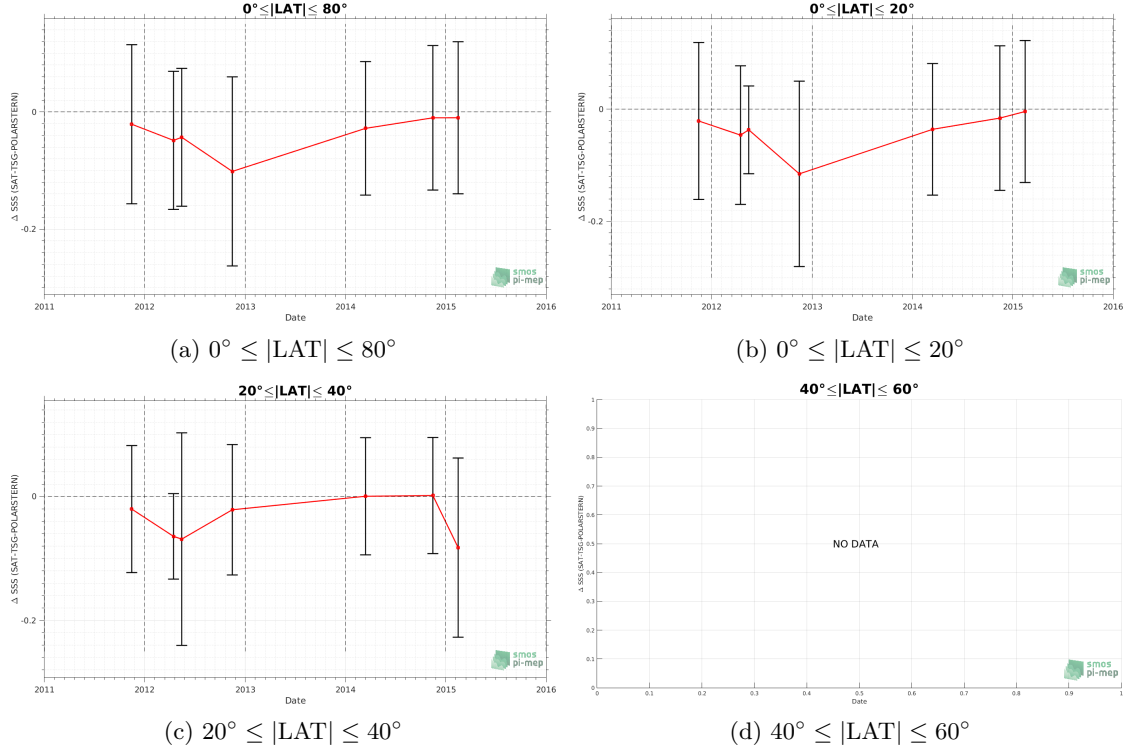 0°≤|LAT|≤ 80°
0
-0.2
Δ SSS (SAT-TSG-POLARSTERN)
2011 2012 2013 2014 2015 2016
Date
smos
pi-mep
(a) 0° ≤ |LAT| ≤ 80°
0°≤|LAT|≤ 20°
0
-0.2
Δ SSS (SAT-TSG-POLARSTERN)
2011 2012 2013 2014 2015 2016
Date
smos
pi-mep
(b) 0° ≤ |LAT| ≤ 20°
20°≤|LAT|≤ 40°
0
-0.2
Δ SSS (SAT-TSG-POLARSTERN)
2011 2012 2013 2014 2015 2016
Date
smos
pi-mep
(c) 20° ≤ |LAT| ≤ 40°
40°≤|LAT|≤ 60°
1
0.9
0.8
0.7
0.6
0.5
0.4
0.3
0.2
0.1
0
Δ SSS (SAT-TSG-POLARSTERN)
NO DATA
0 0.1 0.2 0.3 0.4 0.5 0.6 0.7 0.8 0.9 1
Date
smos
pi-mep
(d) 40° ≤ |LAT| ≤ 60°